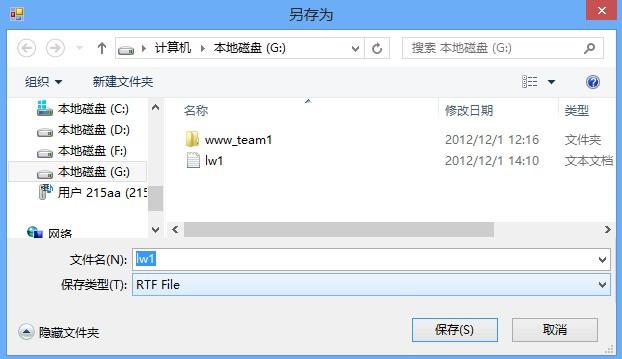 另存为
计算机 本地磁盘 (G:) 搜索 本地磁盘 (G:)
组织 新建文件夹
名称 修改日期 类型
本地磁盘 (C:)
本地磁盘 (D:)
本地磁盘 (F:)
本地磁盘 (G:)
用户 215aa (215
网络
www_team1 2012/12/1 12:16 文件夹
lw1 2012/12/1 14:10 文本文档
文件名(N): lw1
保存类型(T): RTF File
隐藏文件夹 保存(S) 取消